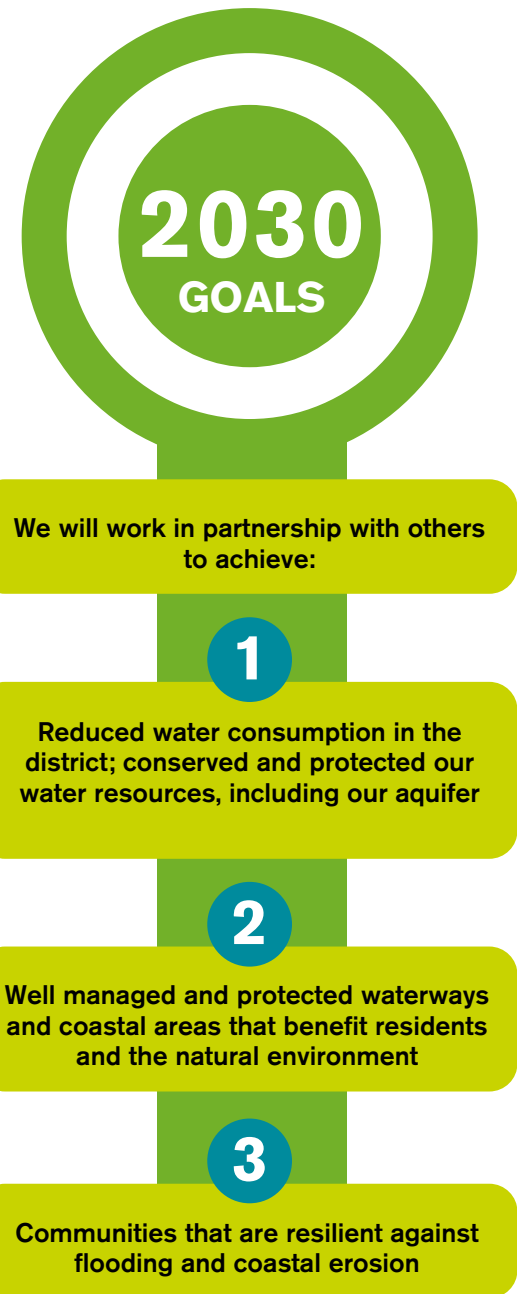 2030
GOALS
We will work in partnership with others
to achieve:
1
Reduced water consumption in the
district; conserved and protected our
water resources, including our aquifer
2
Well managed and protected waterways
and coastal areas that benefit residents
and the natural environment
3
Communities that are resilient against
flooding and coastal erosion